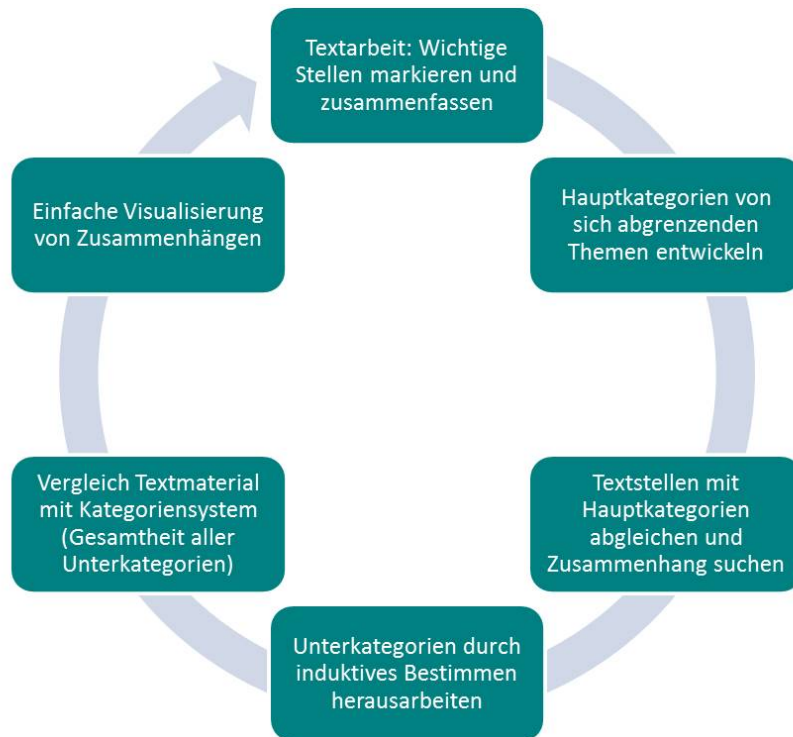 Textarbeit: Wichtige
Stellen markieren und
zusammenfassen
Hauptkategorien von
sich abgrenzenden
Themen entwickeln
Textstellen mit
Hauptkategorien
abgleichen und
Zusammenhang suchen
Unterkategorien durch
induktives Bestimmen
herausarbeiten
Vergleich Textmaterial
mit Kategoriensystem
(Gesamtheit aller
Unterkategorien)
Einfache Visualisierung
von Zusammenhängen